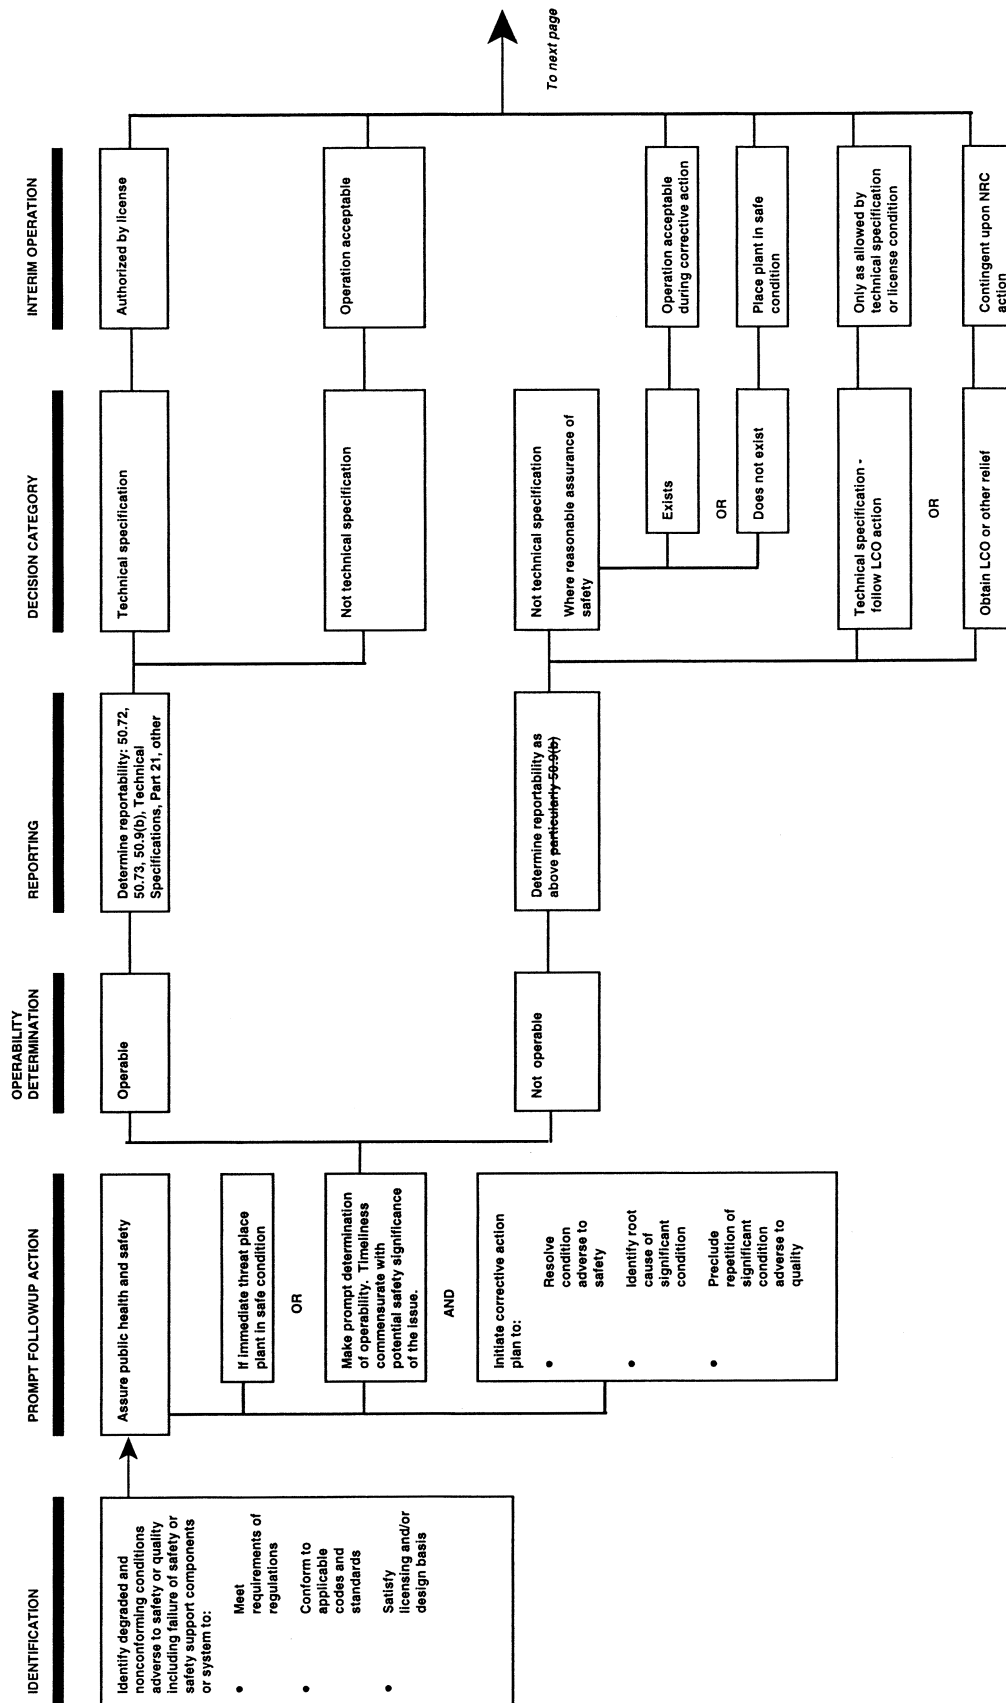 IDENTIFICATION
Identify degraded and
nonconforming conditions
adverse to safety or quality
including failure of safety or
safety support components
or system to:
• Meet
requirements of
regulations
• Conform to
applicable
codes and
standards
• Satisfy
licensing and/or
design basis
PROMPT FOLLOWUP ACTION
Assure public health and safety
If immediate threat place
plant in safe condition
OR
Make prompt determination
of operability. Timeliness
commensurate with
potential safety significance
of the issue.
AND
Initiate corrective action
plan to:
• Resolve
condition
adverse to
safety
• Identify root
cause of
significant
condition
• Preclude
repetition of
significant
condition
adverse to
quality
OPERABILITY
DETERMINATION
Operable
Not operable
REPORTING
Determine reportability: 50.72,
50.73, 50.9(b), Technical
Specifications, Part 21, other
Determine reportability as
above particularly 50.9(b)
DECISION CATEGORY
Technical specification
Not technical specification
Not technical specification
Where reasonable assurance of
safety
Exists
OR
Does not exist
Technical specification -
follow LCO action
OR
Obtain LCO or other relief
INTERIM OPERATION
Authorized by license
Operation acceptable
Operation acceptable
during corrective action
Place plant in safe
condition
Only as allowed by
technical specification
or license condition
Contingent upon NRC
action
To next page